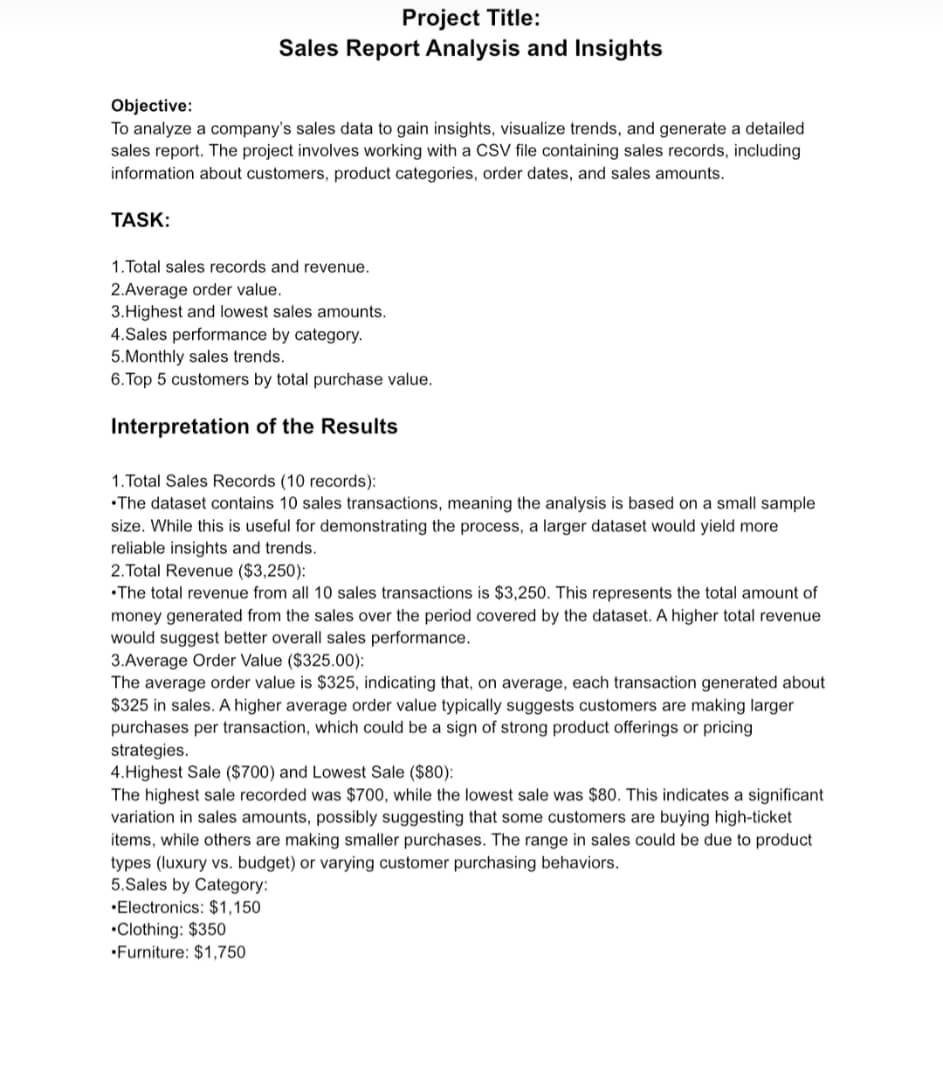 Project Title:
Sales Report Analysis and Insights
Objective:
To analyze a company's sales data to gain insights, visualize trends, and generate a detailed
sales report. The project involves working with a CSV file containing sales records, including
information about customers, product categories, order dates, and sales amounts.
TASK:
1.Total sales records and revenue.
2.Average order value.
3.Highest and lowest sales amounts.
4.Sales performance by category.
5.Monthly sales trends.
6.Top 5 customers by total purchase value.
Interpretation of the Results
1.Total Sales Records (10 records):
•The dataset contains 10 sales transactions, meaning the analysis is based on a small sample
size. While this is useful for demonstrating the process, a larger dataset would yield more
reliable insights and trends.
2.Total Revenue ($3,250):
•The total revenue from all 10 sales transactions is $3,250. This represents the total amount of
money generated from the sales over the period covered by the dataset. A higher total revenue
would suggest better overall sales performance.
3.Average Order Value ($325.00):
The average order value is $325, indicating that, on average, each transaction generated about
$325 in sales. A higher average order value typically suggests customers are making larger
purchases per transaction, which could be a sign of strong product offerings or pricing
strategies.
4.Highest Sale ($700) and Lowest Sale ($80):
The highest sale recorded was $700, while the lowest sale was $80. This indicates a significant
variation in sales amounts, possibly suggesting that some customers are buying high-ticket
items, while others are making smaller purchases. The range in sales could be due to product
types (luxury vs. budget) or varying customer purchasing behaviors.
5.Sales by Category:
•Electronics: $1,150
•Clothing: $350
•Furniture: $1,750